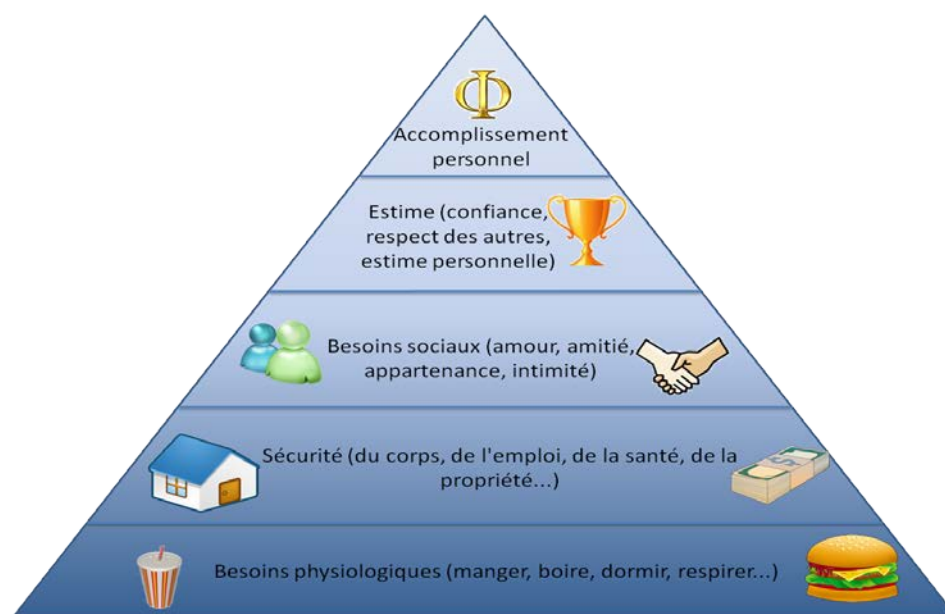 Φ
Accomplissement
personnel
Estime (confiance,
respect des autres,
estime personnelle)
Besoins sociaux (amour, amitié,
appartenance, intimité)
Sécurité (du corps, de l'emploi, de la santé, de la
propriété...)
Besoins physiologiques (manger, boire, dormir, respirer...)